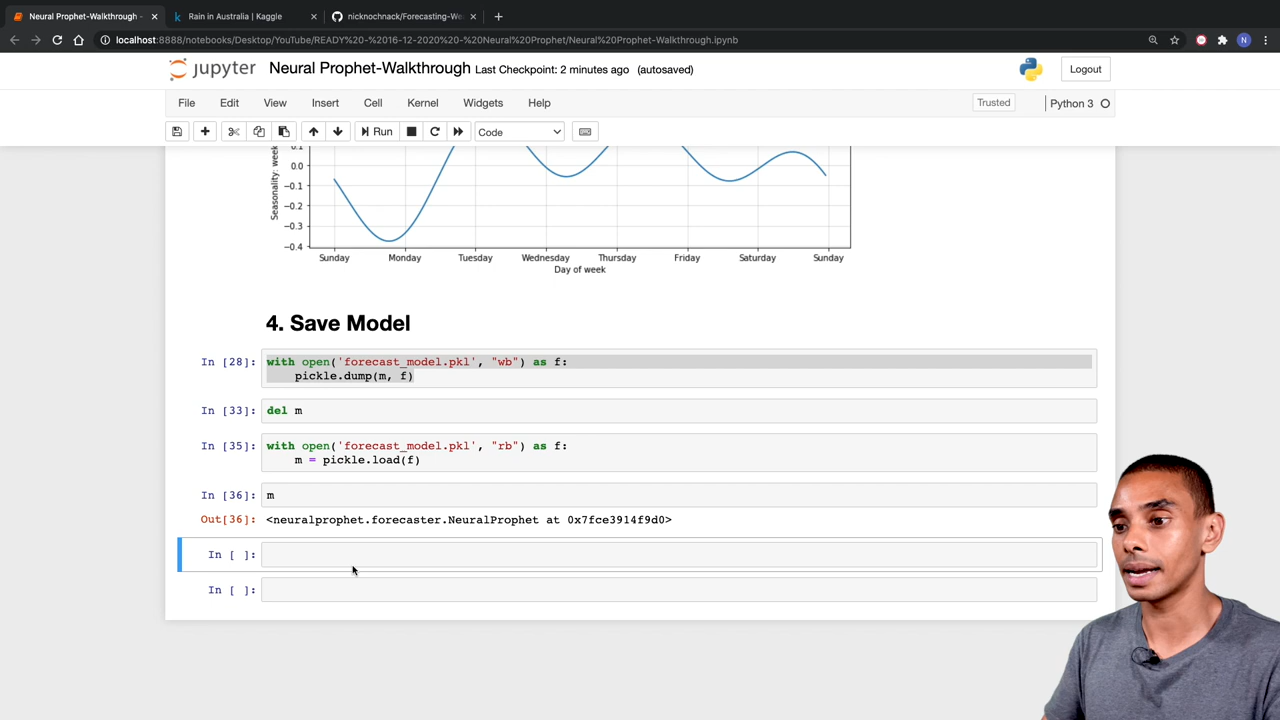 Neural Prophet-Walkthrough -
Rain in Australia | Kaggle
nicknochnack/Forecasting-We
localhost:8888/notebooks/Desktop/YouTube/READY%20-%2016-12-2020%20-%20Neural%20Prophet/Neural%20Prophet-Walkthrough.ipynb
N
jupyter Neural Prophet-Walkthrough Last Checkpoint: 2 minutes ago (autosaved)
Logout
File Edit View Insert Cell Kernel Widgets Help
Trusted
Python 3
Run
Code
Seasonality: week
0.1
0.0
−0.1
−0.2
−0.3
−0.4
Sunday Monday Tuesday Wednesday Thursday Friday Saturday Sunday
Day of week
4. Save Model
In [28]: with open('forecast_model.pkl', "wb") as f:
pickle.dump(m, f)
In [33]: del m
In [35]: with open('forecast_model.pkl', "rb") as f:
m = pickle.load(f)
In [36]: m
Out[36]: <neuralprophet.forecaster.NeuralProphet at 0x7fce3914f9d0>
In [ ]:
In [ ]: